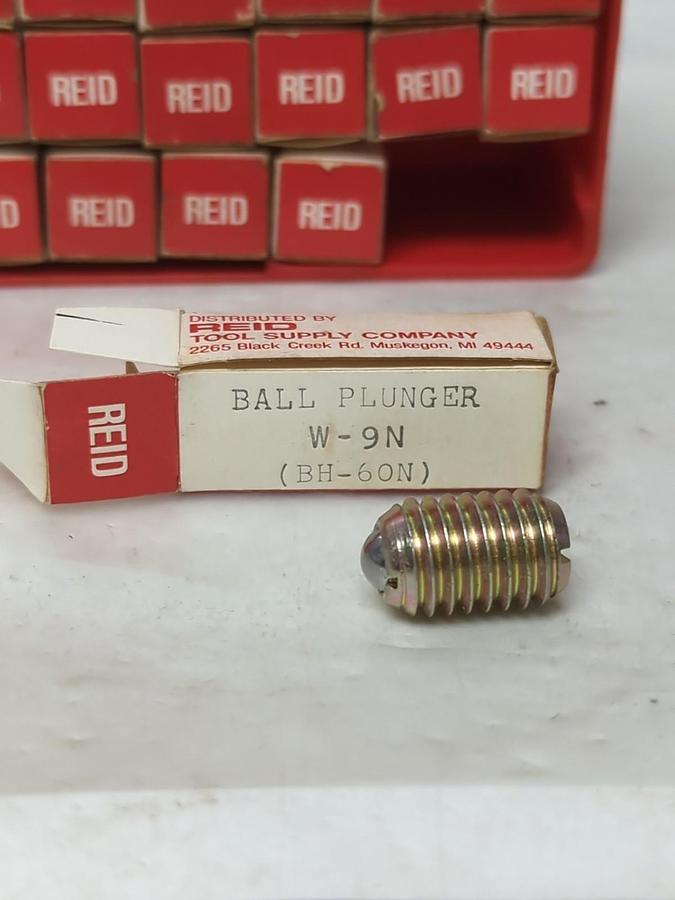 REID
REID
REID
REID
REID
D
REID
REID
REID
DISTRIBUTED BY
REID
TOOL SUPPLY COMPANY
2265 Black Creek Rd. Muskegon, MI 49444
REID
BALL PLUNGER
W-9N
(BH-60N)